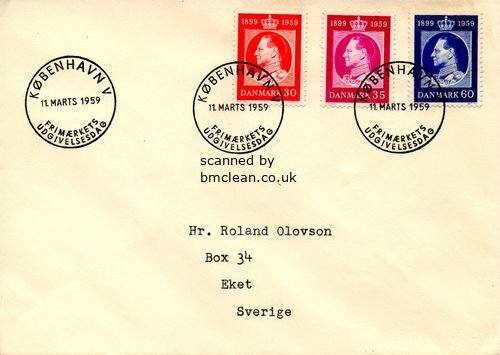 1899 1959
DANMARK 30
1899 1959
DANMARK 35
1899 1959
DANMARK 60
KØBENHAVN V
11. MARTS 1959
FRIMÆRKETS
UDGIVELSESDAG
KØBENHAVN V
11. MARTS 1959
FRIMÆRKETS
UDGIVELSESDAG
KØBENHAVN V
11. MARTS 1959
FRIMÆRKETS
UDGIVELSESDAG
scanned by
bmclean.co.uk
Hr. Roland Olovson
Box 34
Eket
Sverige